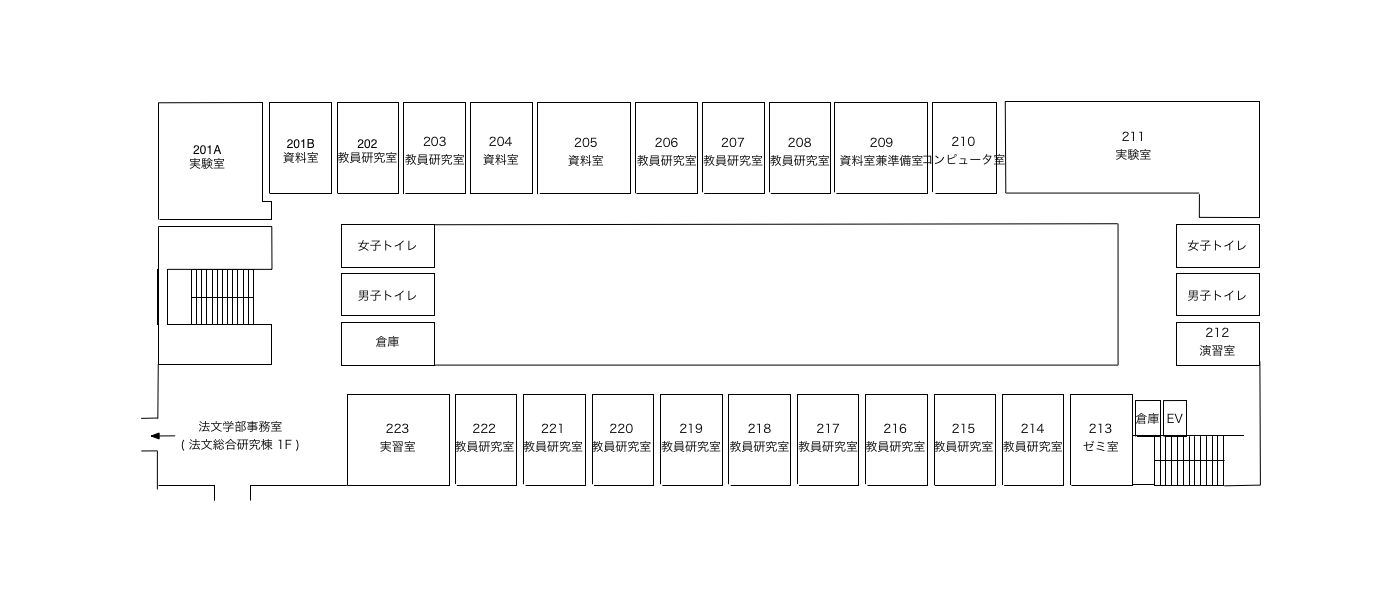 201A
実験室
201B
資料室
202
教員研究室
203
教員研究室
204
資料室
205
資料室
206
教員研究室
207
教員研究室
208
教員研究室
209
資料室兼準備室
210
コンピュータ室
211
実験室
女子トイレ
男子トイレ
倉庫
女子トイレ
男子トイレ
212
演習室
法文学部事務室
( 法文総合研究棟 1F )
223
実習室
222
教員研究室
221
教員研究室
220
教員研究室
219
教員研究室
218
教員研究室
217
教員研究室
216
教員研究室
215
教員研究室
214
教員研究室
213
ゼミ室
倉庫
EV